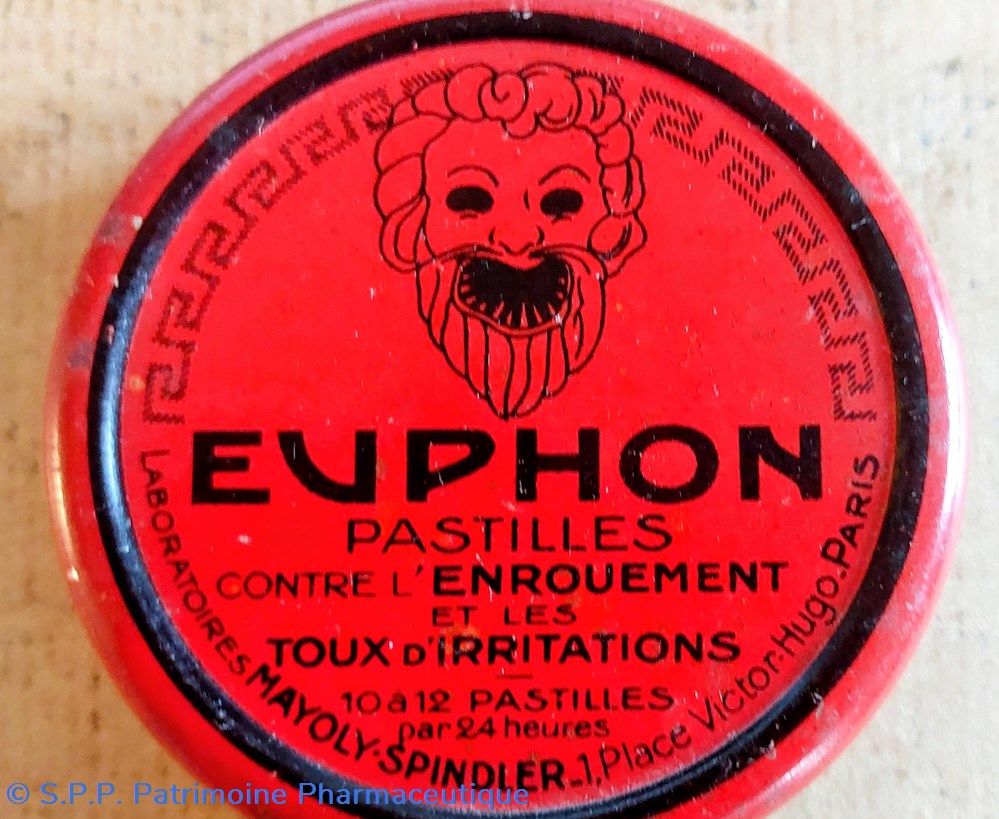 EUPHON
PASTILLES
CONTRE L'ENROUEMENT
ET LES
TOUX D'IRRITATIONS
10 à 12 PASTILLES
par 24 heures
LABORATOIRES MAYOLY-SPINDLER_1, Place Victor-Hugo. PARIS
© S.P.P. Patrimoine Pharmaceutique